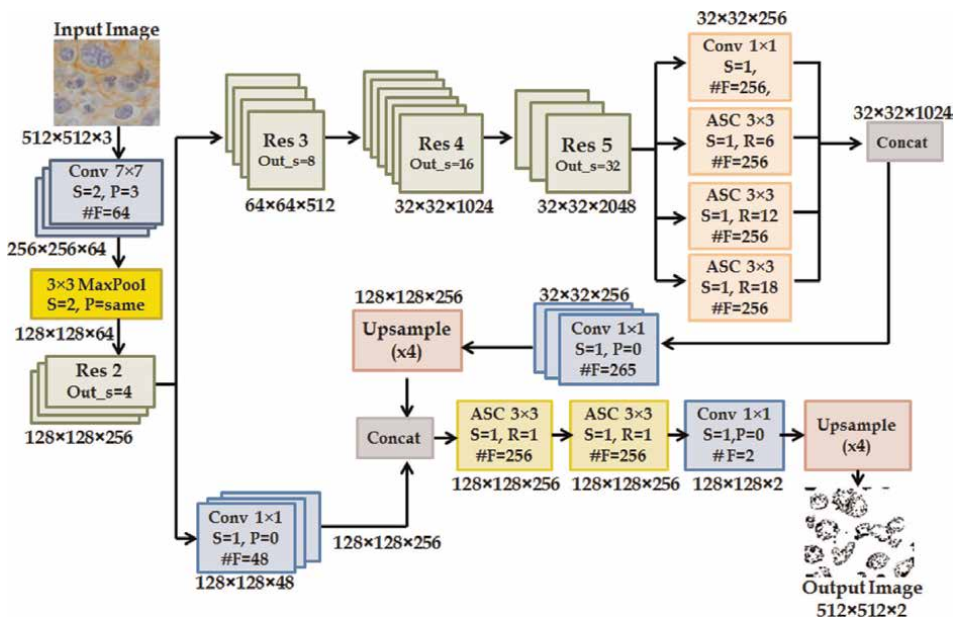 Input Image
512×512×3
Conv 7×7
S=2, P=3
#F=64
256×256×64
3×3 MaxPool
S=2, P=same
128×128×64
Res 2
Out_s=4
128×128×256
Res 3
Out_s=8
64×64×512
Res 4
Out_s=16
32×32×1024
Res 5
Out_s=32
32×32×2048
32×32×256
Conv 1×1
S=1,
#F=256,
ASC 3×3
S=1, R=6
#F=256
ASC 3×3
S=1, R=12
#F=256
ASC 3×3
S=1, R=18
#F=256
32×32×1024
Concat
32×32×256
Conv 1×1
S=1, P=0
#F=265
128×128×256
Upsample
(x4)
Conv 1×1
S=1, P=0
#F=48
128×128×48
128×128×256
Concat
ASC 3×3
S=1, R=1
#F=256
128×128×256
ASC 3×3
S=1, R=1
#F=256
128×128×256
Conv 1×1
S=1,P=0
#F=2
128×128×2
Upsample
(x4)
Output Image
512×512×2